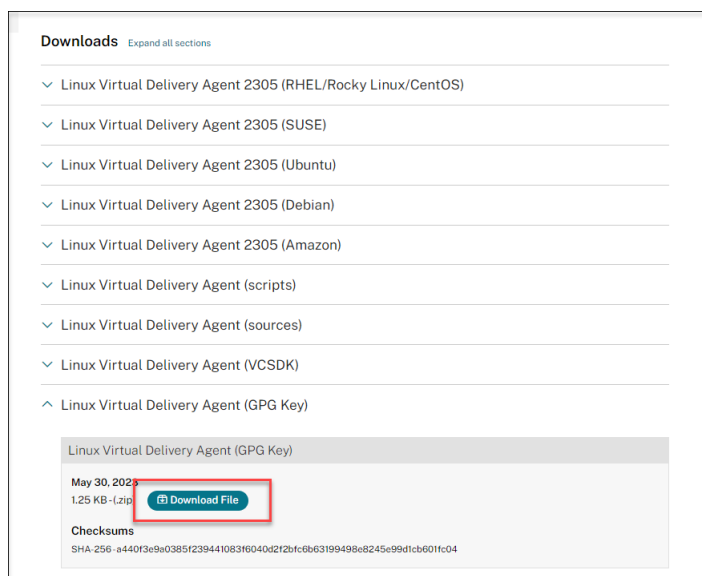 Downloads Expand all sections
Linux Virtual Delivery Agent 2305 (RHEL/Rocky Linux/CentOS)
Linux Virtual Delivery Agent 2305 (SUSE)
Linux Virtual Delivery Agent 2305 (Ubuntu)
Linux Virtual Delivery Agent 2305 (Debian)
Linux Virtual Delivery Agent 2305 (Amazon)
Linux Virtual Delivery Agent (scripts)
Linux Virtual Delivery Agent (sources)
Linux Virtual Delivery Agent (VCSDK)
Linux Virtual Delivery Agent (GPG Key)
Linux Virtual Delivery Agent (GPG Key)
May 30, 2023
1.25 KB - (.zip) Download File
Checksums
SHA-256 - a440f3e9a0385f239441083f6040d2f2bfc6b63199498e8245e99d1cb601fc04